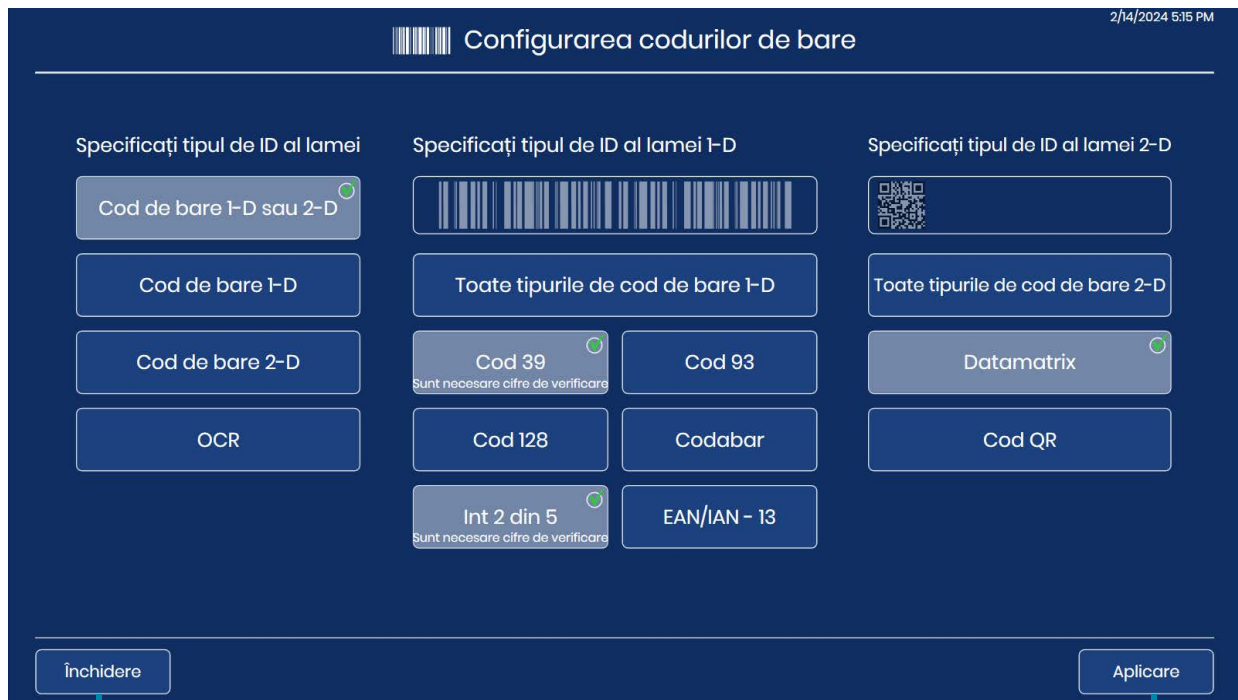 2/14/2024 5:15 PM
Configurarea codurilor de bare
Specificați tipul de ID al lamei
Cod de bare 1-D sau 2-D
Cod de bare 1-D
Cod de bare 2-D
OCR
Specificați tipul de ID al lamei 1-D
Toate tipurile de cod de bare 1-D
Cod 39
Sunt necesare cifre de verificare
Cod 93
Cod 128
Codabar
Int 2 din 5
Sunt necesare cifre de verificare
EAN/IAN - 13
Specificați tipul de ID al lamei 2-D
Toate tipurile de cod de bare 2-D
Datamatrix
Cod QR
Închidere
Aplicare